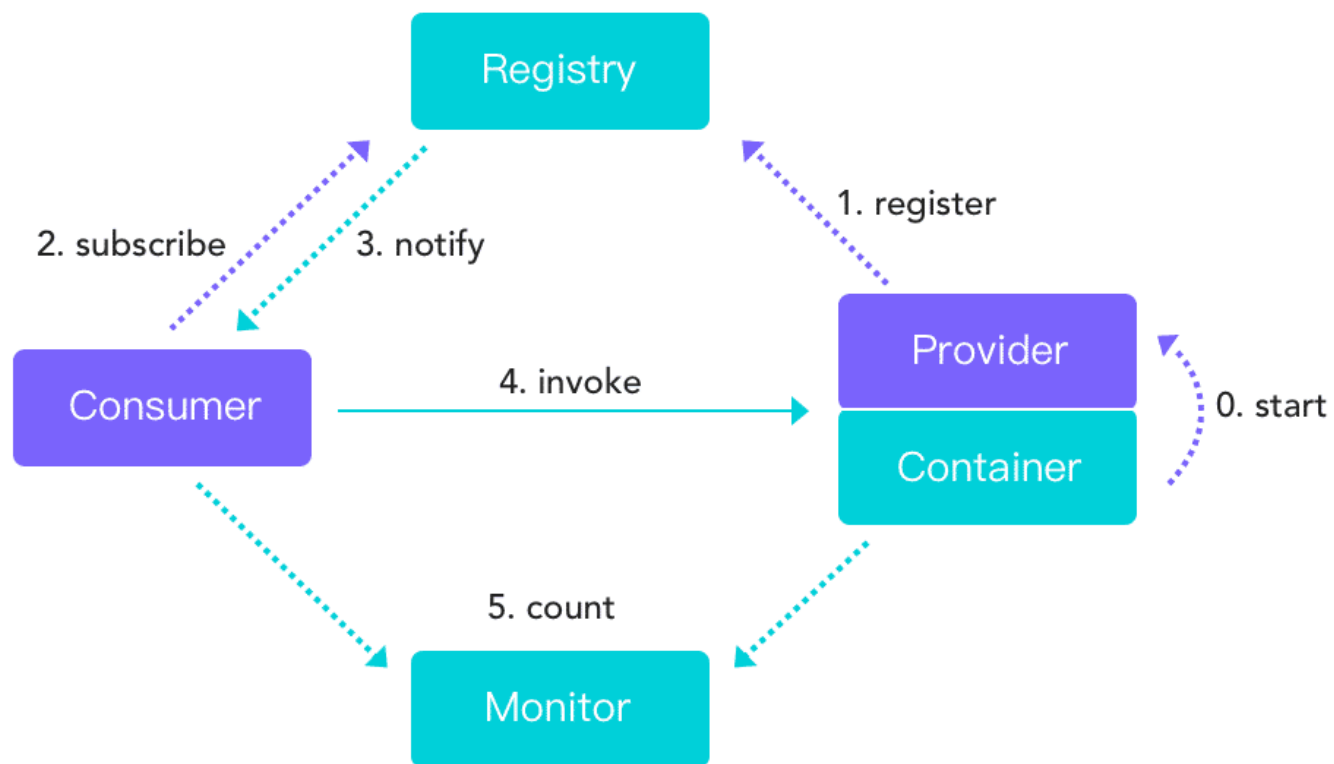 Registry
1. register
2. subscribe
3. notify
Provider
4. invoke
Consumer
0. start
Container
5. count
Monitor